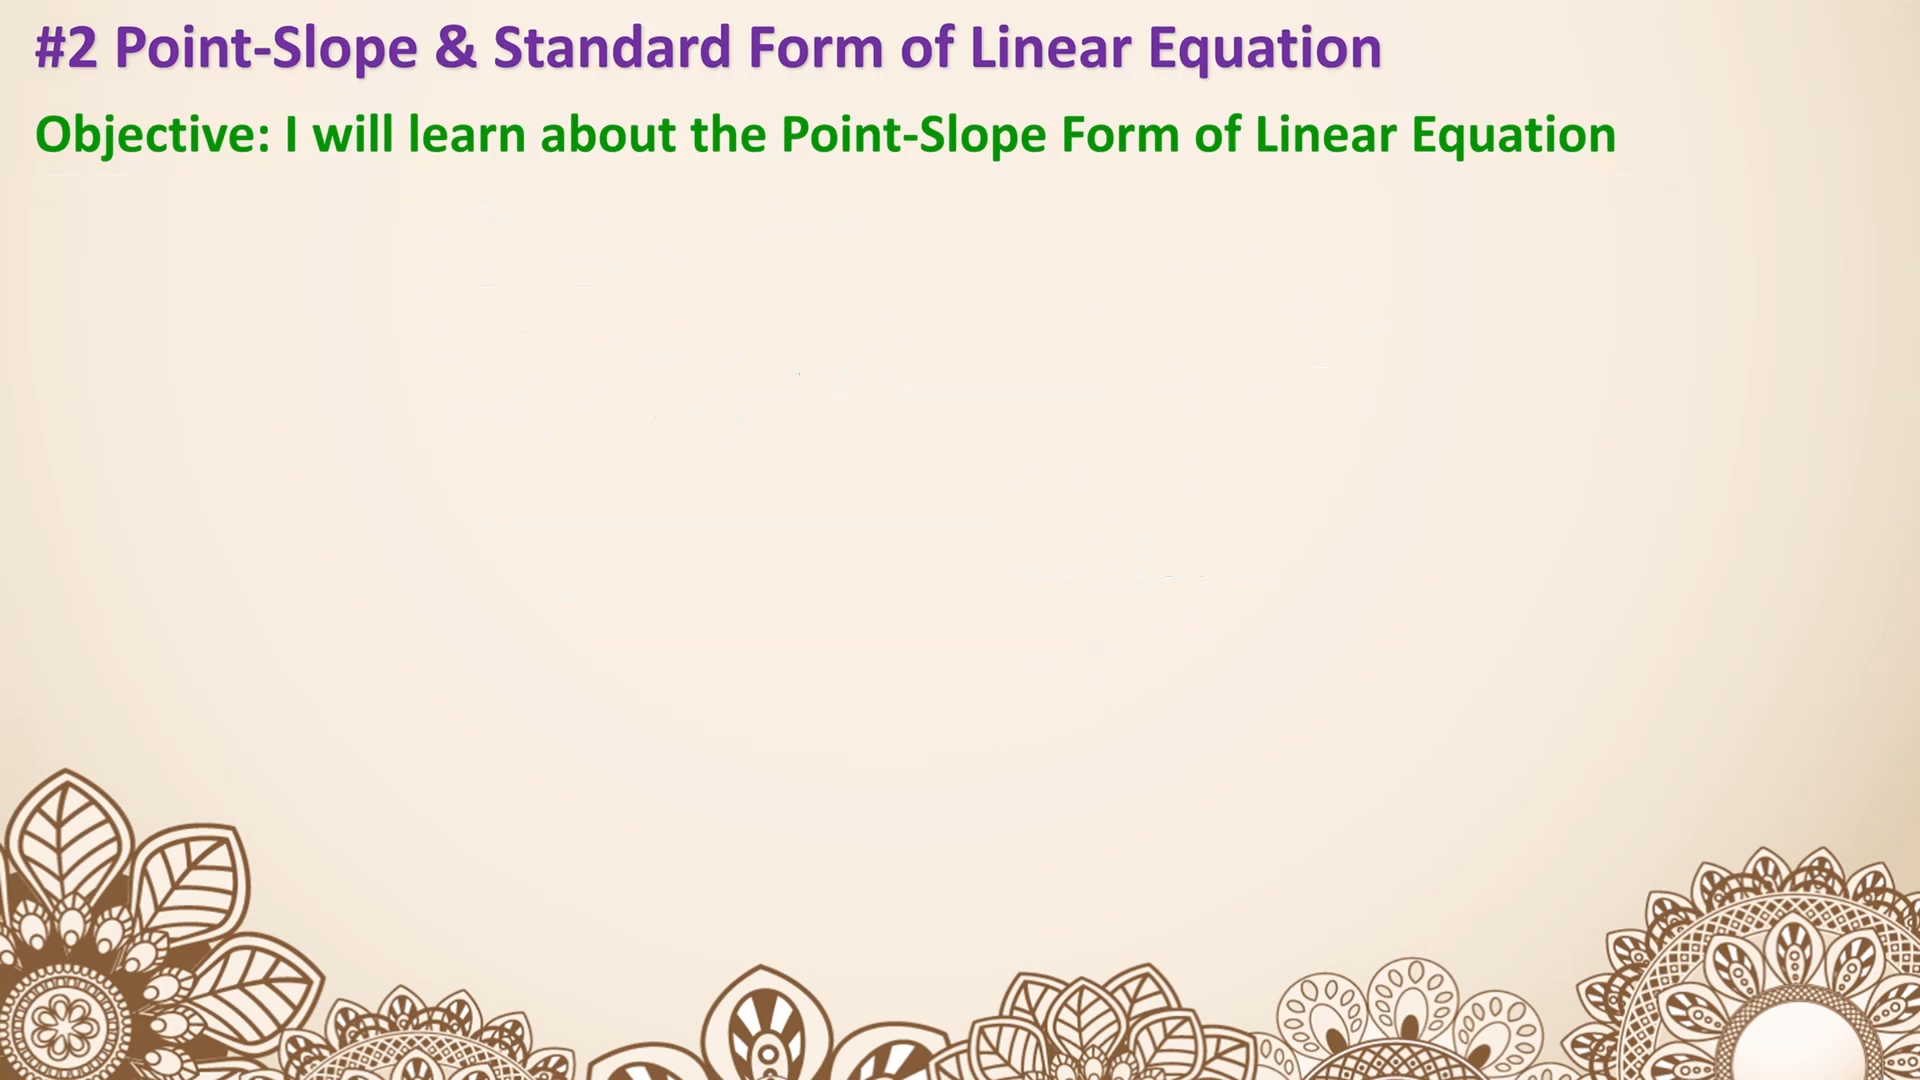 #2 Point-Slope & Standard Form of Linear Equation
Objective: I will learn about the Point-Slope Form of Linear Equation